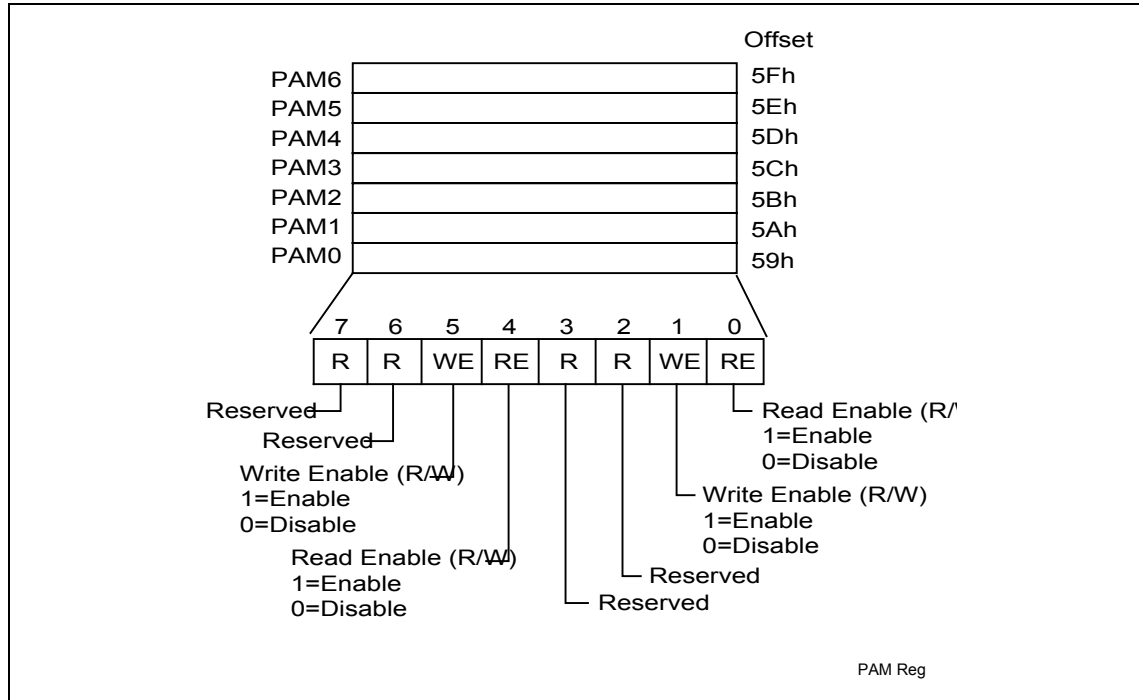 Offset
PAM6 5Fh
PAM5 5Eh
PAM4 5Dh
PAM3 5Ch
PAM2 5Bh
PAM1 5Ah
PAM0 59h
7 6 5 4 3 2 1 0
R R WE RE R R WE RE
Reserved
Reserved
Write Enable (R/W)
1=Enable
0=Disable
Read Enable (R/W)
1=Enable
0=Disable
Read Enable (R/
1=Enable
0=Disable
Write Enable (R/W)
1=Enable
0=Disable
Reserved
Reserved
PAM Reg